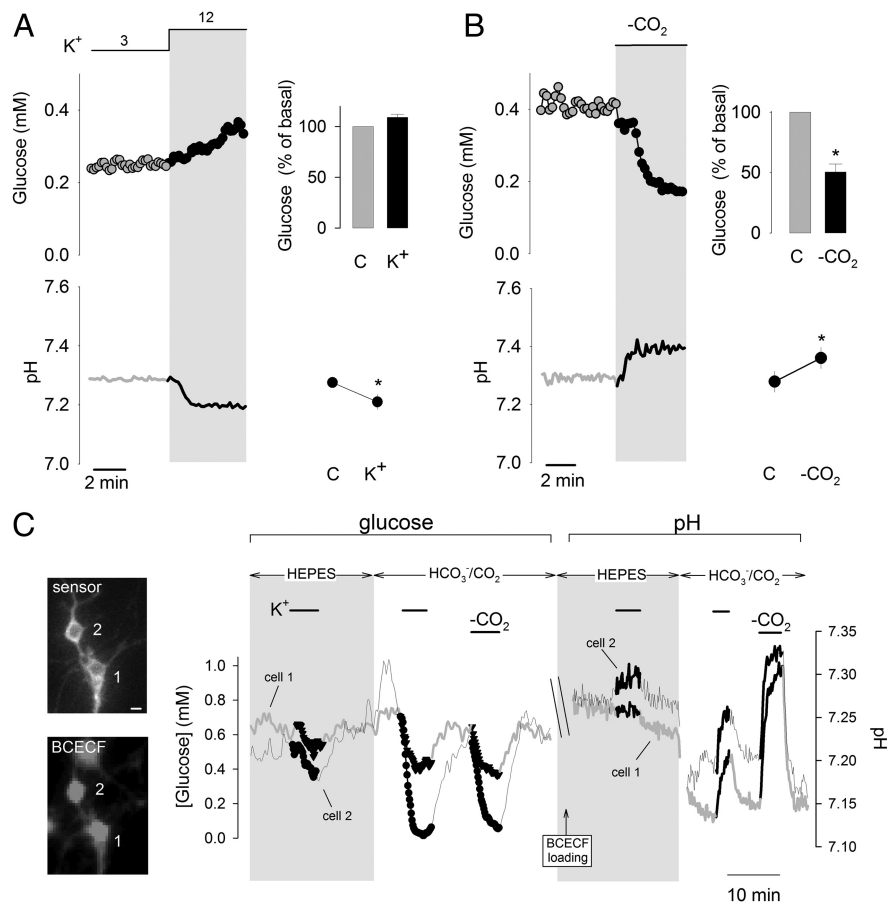 A
K+ 3 12
Glucose (mM)
0.4
0.2
0.0
Glucose (% of basal)
100
50
0
C K+
pH
7.6
7.4
7.2
7.0
2 min
*
C K+
B
-CO2
Glucose (mM)
0.4
0.2
0.0
Glucose (% of basal)
100
50
0
*
C -CO2
pH
7.6
7.4
7.2
7.0
2 min
*
C -CO2
C
glucose pH
HEPES HCO3-/CO2 HEPES HCO3-/CO2
sensor
2
1
BCECF
2
1
K+
-CO2
-CO2
[Glucose] (mM)
1.0
0.8
0.6
0.4
0.2
0.0
cell 1
cell 2
cell 2
cell 1
BCECF
loading
7.35
7.30
7.25
7.20
7.15
7.10
pH
10 min